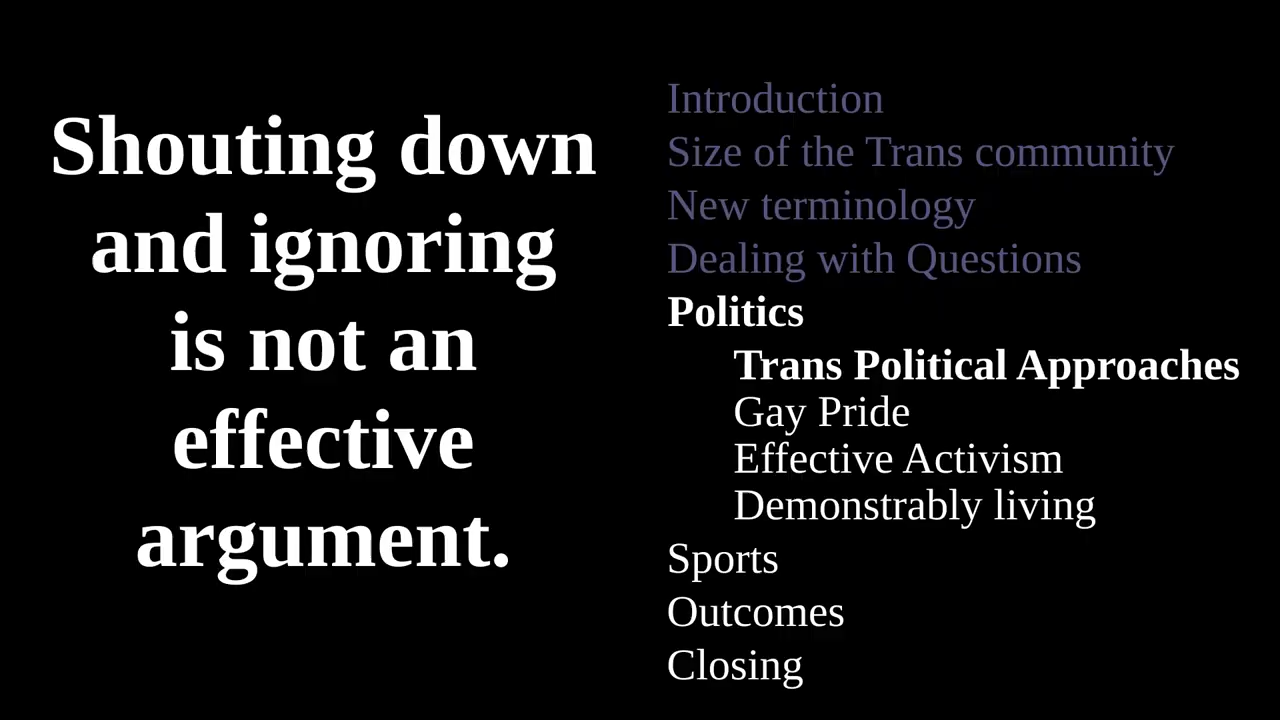 Shouting down
and ignoring
is not an
effective
argument.
Introduction
Size of the Trans community
New terminology
Dealing with Questions
Politics
Trans Political Approaches
Gay Pride
Effective Activism
Demonstrably living
Sports
Outcomes
Closing